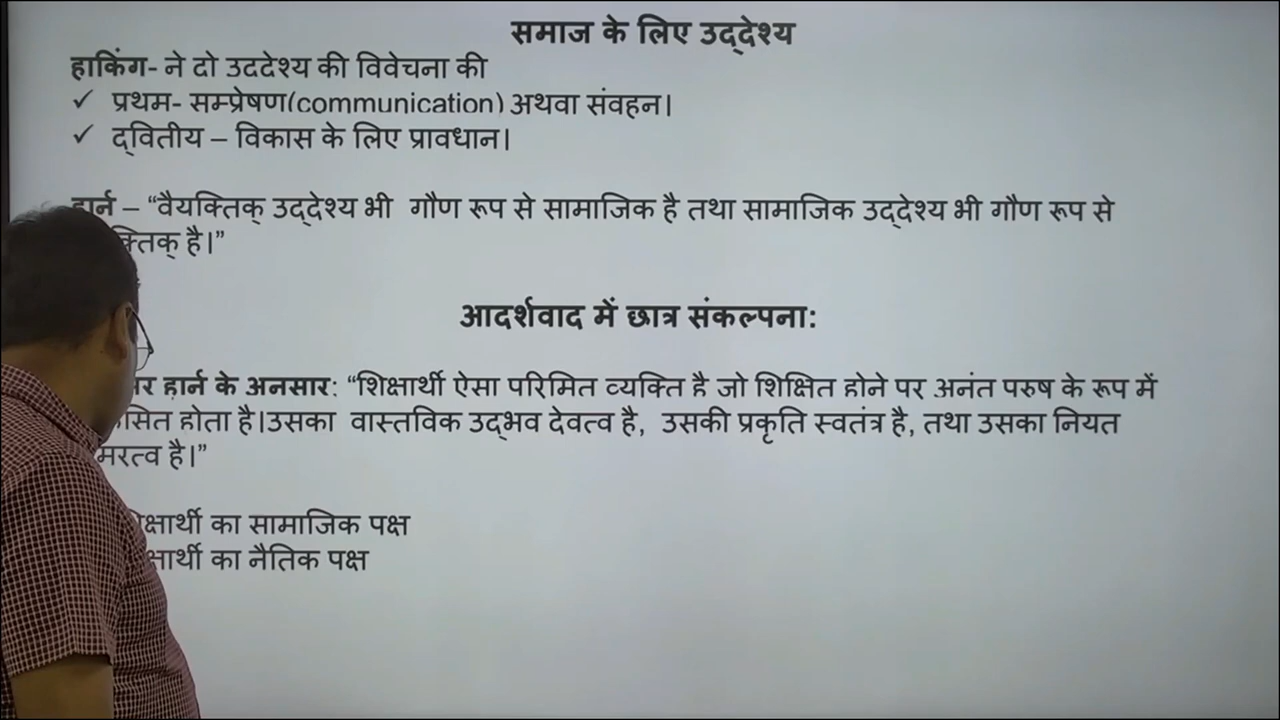 समाज के लिए उद्देश्य
हाकिंग- ने दो उददेश्य की विवेचना की
✓ प्रथम- सम्प्रेषण(communication) अथवा संवहन।
✓ द्वितीय – विकास के लिए प्रावधान।
हार्न – “वैयक्तिक् उद्देश्य भी गौण रूप से सामाजिक है तथा सामाजिक उद्देश्य भी गौण रूप से
है।”
आदर्शवाद में छात्र संकल्पना:
हार्न के अनसार: “शिक्षार्थी ऐसा परिमित व्यक्ति है जो शिक्षित होने पर अनंत परुष के रूप में
होता है।उसका वास्तविक उद्भव देवत्व है, उसकी प्रकृति स्वतंत्र है, तथा उसका नियत
है।”
का सामाजिक पक्ष
का नैतिक पक्ष